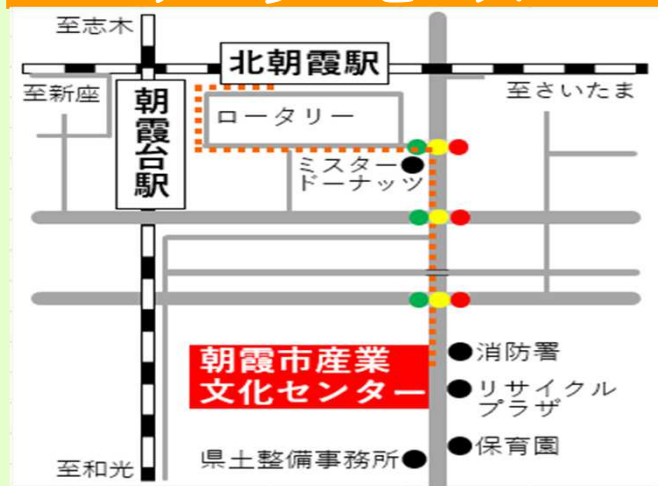 至志木
北朝霞駅
至新座
至さいたま
朝霞台駅
ロータリー
ミスター
ドーナッツ
朝霞市産業
文化センター
消防署
リサイクル
プラザ
保育園
県土整備事務所
至和光